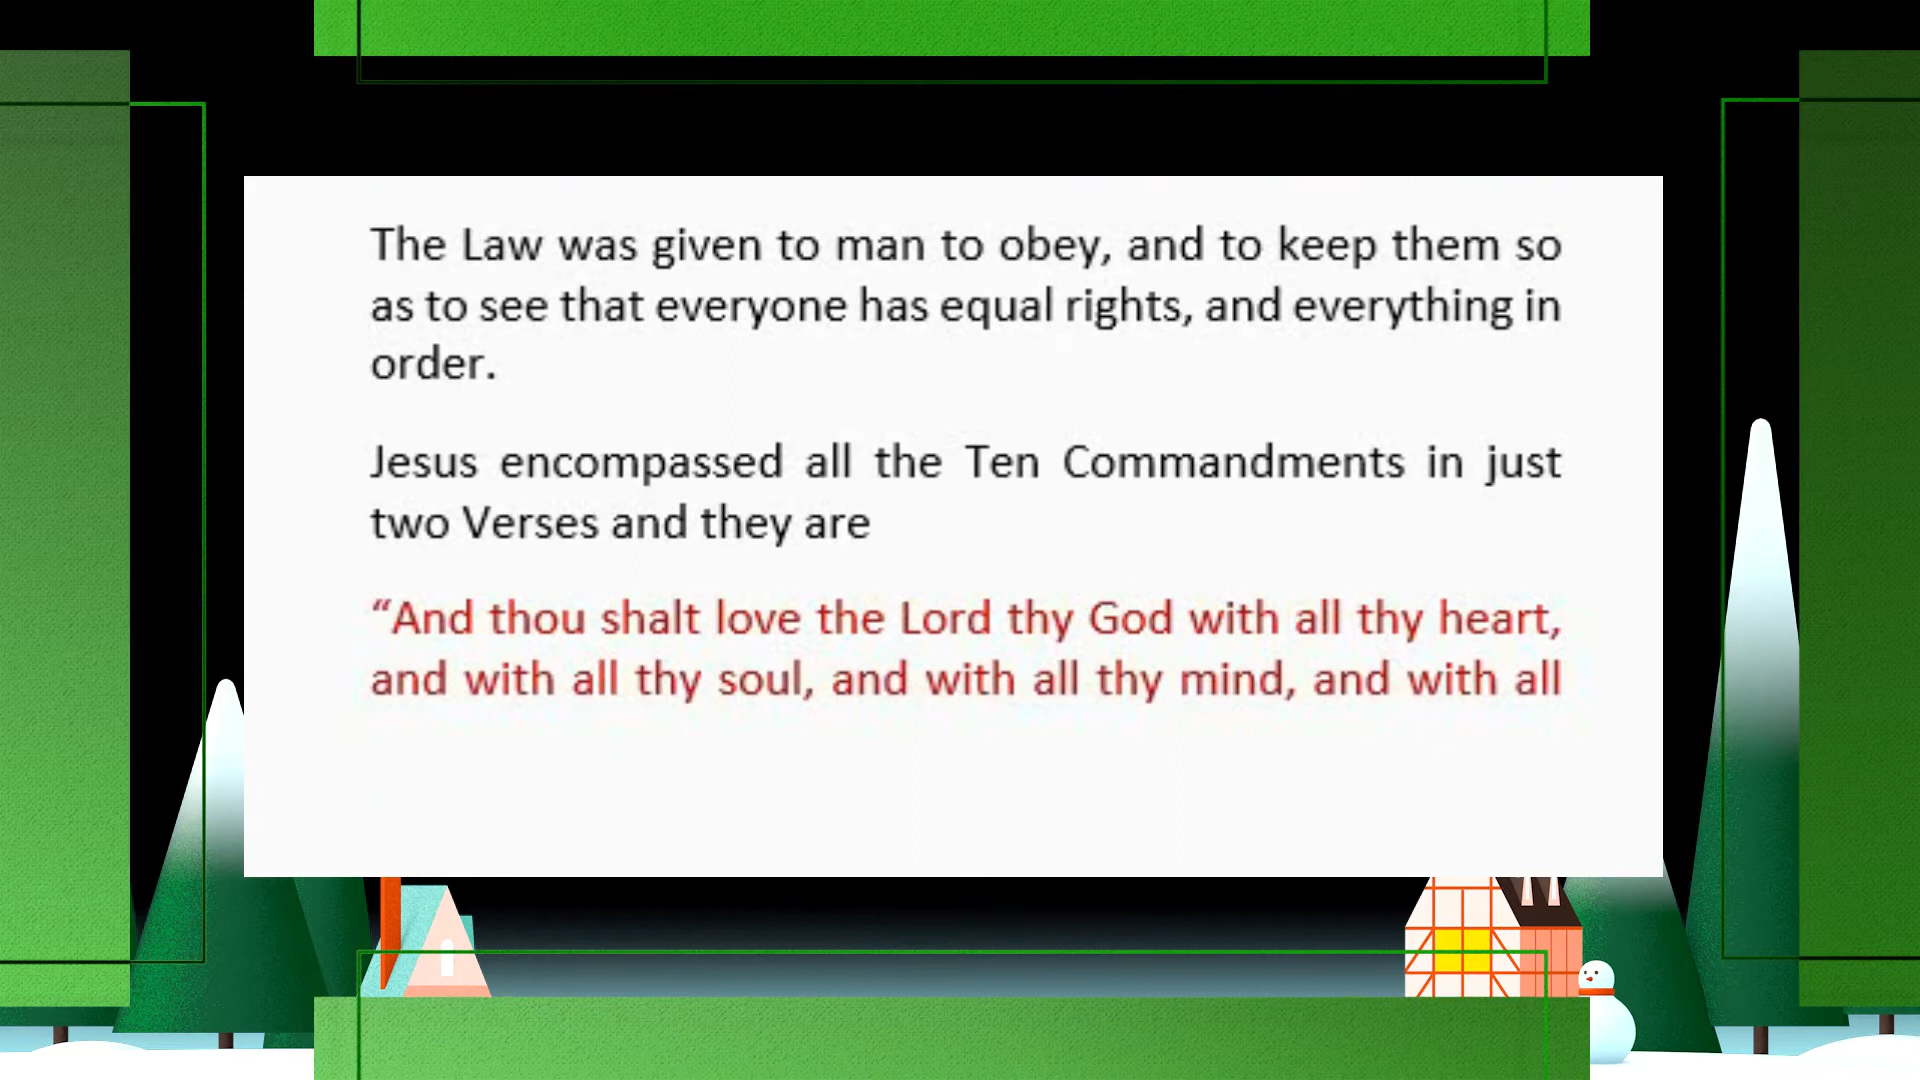 The Law was given to man to obey, and to keep them so
as to see that everyone has equal rights, and everything in
order.
Jesus encompassed all the Ten Commandments in just
two Verses and they are
“And thou shalt love the Lord thy God with all thy heart,
and with all thy soul, and with all thy mind, and with all